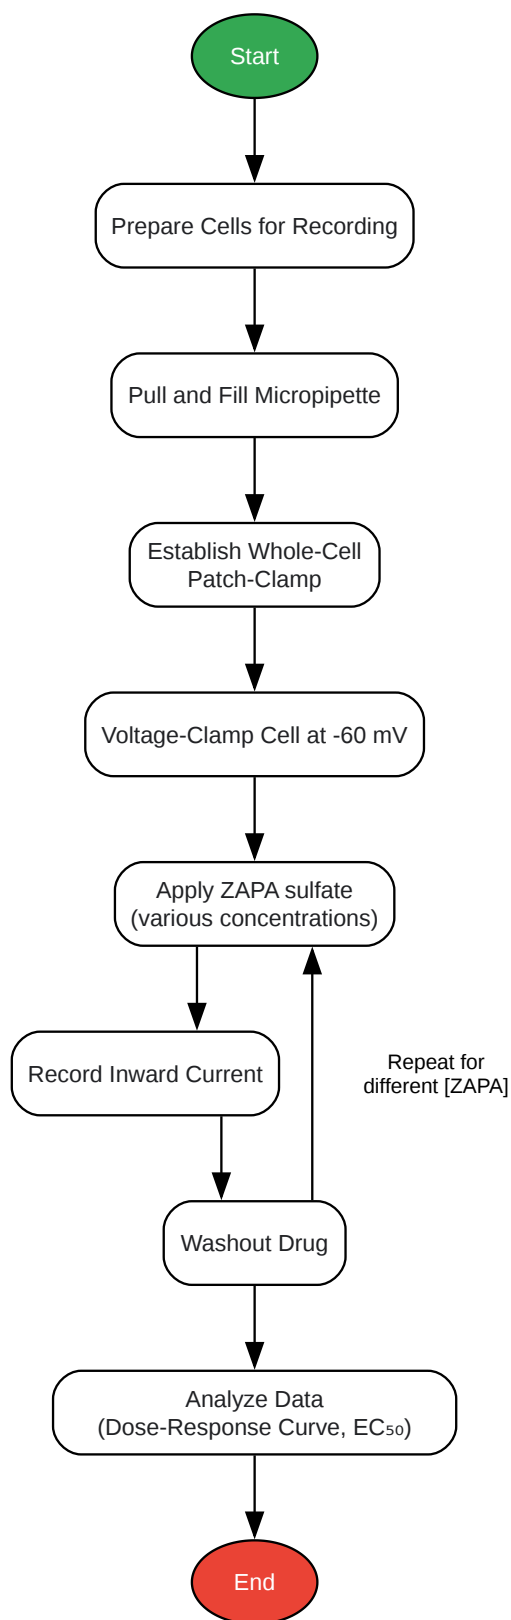 Start
Prepare Cells for Recording
Pull and Fill Micropipette
Establish Whole-Cell
Patch-Clamp
Voltage-Clamp Cell at -60 mV
Apply ZAPA sulfate
(various concentrations)
Record Inward Current
Repeat for
different [ZAPA]
Washout Drug
Analyze Data
(Dose-Response Curve, EC₅₀)
End